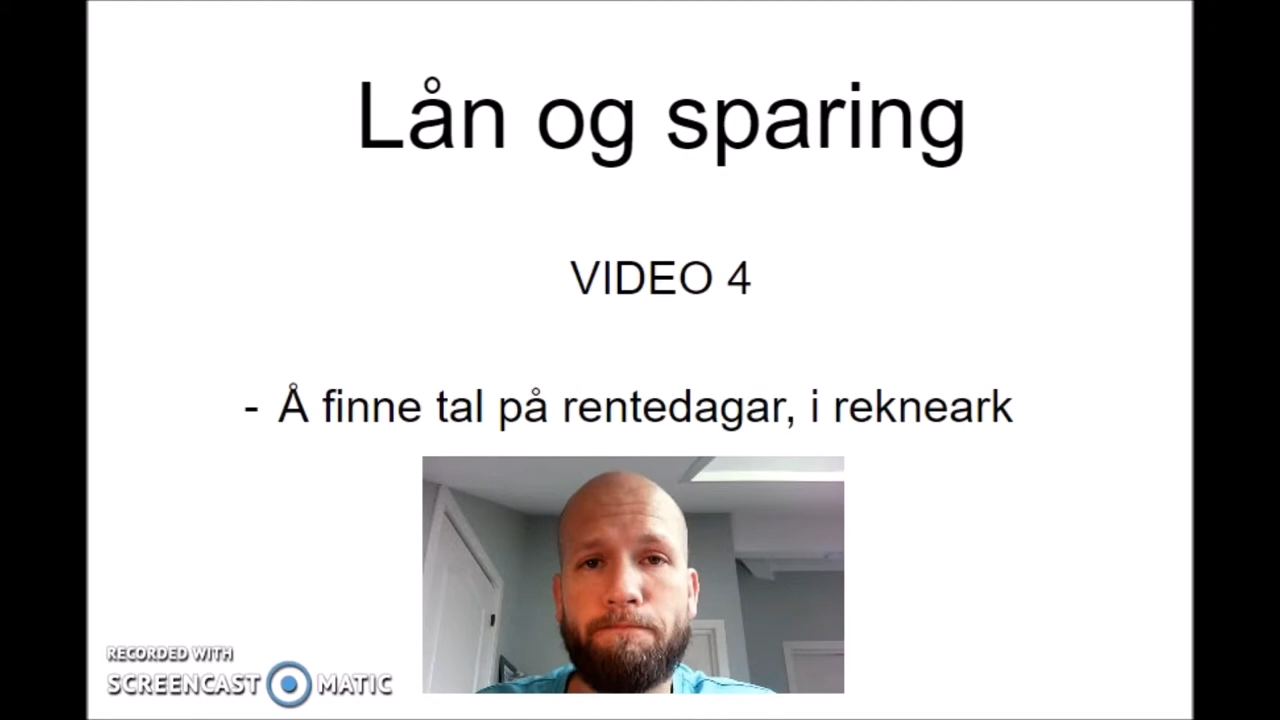 Lån og sparing
VIDEO 4
- Å finne tal på rentedagar, i rekneark
RECORDED WITH
SCREENCAST MATIC